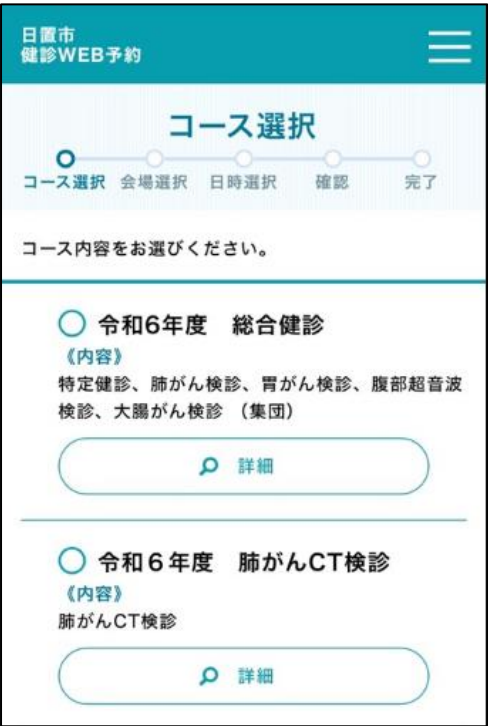 日置市
健診WEB予約
コース選択
コース選択 会場選択 日時選択 確認 完了
コース内容をお選びください。
令和6年度　総合健診
《内容》
特定健診、肺がん検診、胃がん検診、腹部超音波
検診、大腸がん検診 （集団）
詳細
令和６年度　肺がんCT検診
《内容》
肺がんCT検診
詳細